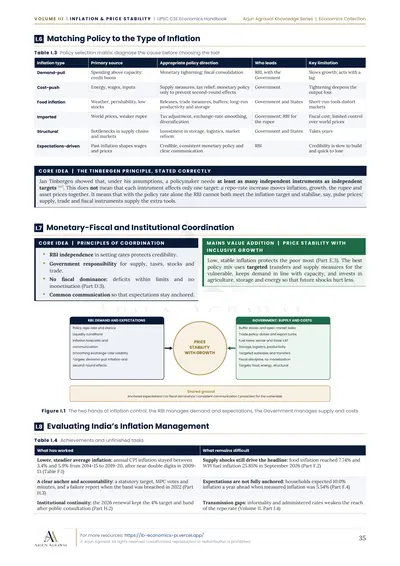 VOLUME III | INFLATION & PRICE STABILITY | UPSC CSE Economics Handbook
Arjun Agrawal Knowledge Series | Economics Collection
I.6 Matching Policy to the Type of Inflation
Table I.3 Policy selection matrix: diagnose the cause before choosing the tool
Inflation type Primary source Appropriate policy direction Who leads Key limitation
Demand-pull Spending above capacity; credit boom Monetary tightening; fiscal consolidation RBI, with the Government Slows growth; acts with a lag
Cost-push Energy, wages, inputs Supply measures, tax relief; monetary policy only to prevent second-round effects Government Tightening deepens the output loss
Food inflation Weather, perishability, low stocks Releases, trade measures, buffers; long-run productivity and storage Government and States Short-run tools distort markets
Imported World prices, weaker rupee Tax adjustment, exchange-rate smoothing, diversification Government; RBI for the rupee Fiscal cost; limited control over world prices
Structural Bottlenecks in supply chains and markets Investment in storage, logistics, market reform Government and States Takes years
Expectations-driven Past inflation shapes wages and prices Credible, consistent monetary policy and clear communication RBI Credibility is slow to build and quick to lose
CORE IDEA | THE TINBERGEN PRINCIPLE, STATED CORRECTLY
Jan Tinbergen showed that, under his assumptions, a policymaker needs at least as many independent instruments as independent
targets. This does not mean that each instrument affects only one target; a repo-rate increase moves inflation, growth, the rupee and
asset prices together. It means that with the policy rate alone the RBI cannot both meet the inflation target and stabilise, say, pulse prices;
supply, trade and fiscal instruments supply the extra tools.
I.7 Monetary-Fiscal and Institutional Coordination
CORE IDEA | PRINCIPLES OF COORDINATION
RBI independence in setting rates protects credibility.
Government responsibility for supply, taxes, stocks and
trade.
No fiscal dominance: deficits within limits and no
monetisation (Part D.3).
Common communication so that expectations stay anchored.
MAINS VALUE ADDITION | PRICE STABILITY WITH
INCLUSIVE GROWTH
Low, stable inflation protects the poor most (Part E.3). The best
policy mix uses targeted transfers and supply measures for the
vulnerable, keeps demand in line with capacity, and invests in
agriculture, storage and energy so that future shocks hurt less.
RBI: DEMAND AND EXPECTATIONS
Policy repo rate and stance
Liquidity conditions
Inflation forecasts and
communication
Smoothing exchange-rate volatility
Targets: demand-pull inflation and
second-round effects
PRICE
STABILITY
WITH GROWTH
GOVERNMENT: SUPPLY AND COSTS
Buffer stocks and open market sales
Trade policy: duties and export curbs
Fuel taxes: excise and State VAT
Storage, logistics, productivity
Targeted subsidies and transfers
Fiscal discipline; no monetisation
Targets: food, energy, structural
Shared ground
Figure I.1 The two hands of inflation control: the RBI manages demand and expectations, the Government manages supply and costs.
I.8 Evaluating India's Inflation Management
Table I.4 Achievements and unfinished tasks
What has worked What remains difficult
Lower, steadier average inflation: annual CPI inflation stayed between
3.4% and 5.9% from 2014-15 to 2019-20, after near double digits in 2009-
13 (Table F.1)
Supply shocks still drive the headline: food inflation reached 7.74% and
A clear anchor and accountability: a statutory target, MPC votes and
minutes, and a failure report when the band was breached in 2022 (Part
H.3)
Expectations are not fully anchored: households expected 10.0%
inflation a year ahead when measured inflation was 5.54% (Part F.4)
Institutional continuity: the 2026 renewal kept the 4% target and band
after public consultation (Part H.2)
Transmission gaps: informality and administered rates weaken the reach
of the repo rate (Volume II, Part I.4)
ARJUN AGRAWAL
For more resources: https://ib-economics-pi.vercel.app/
35